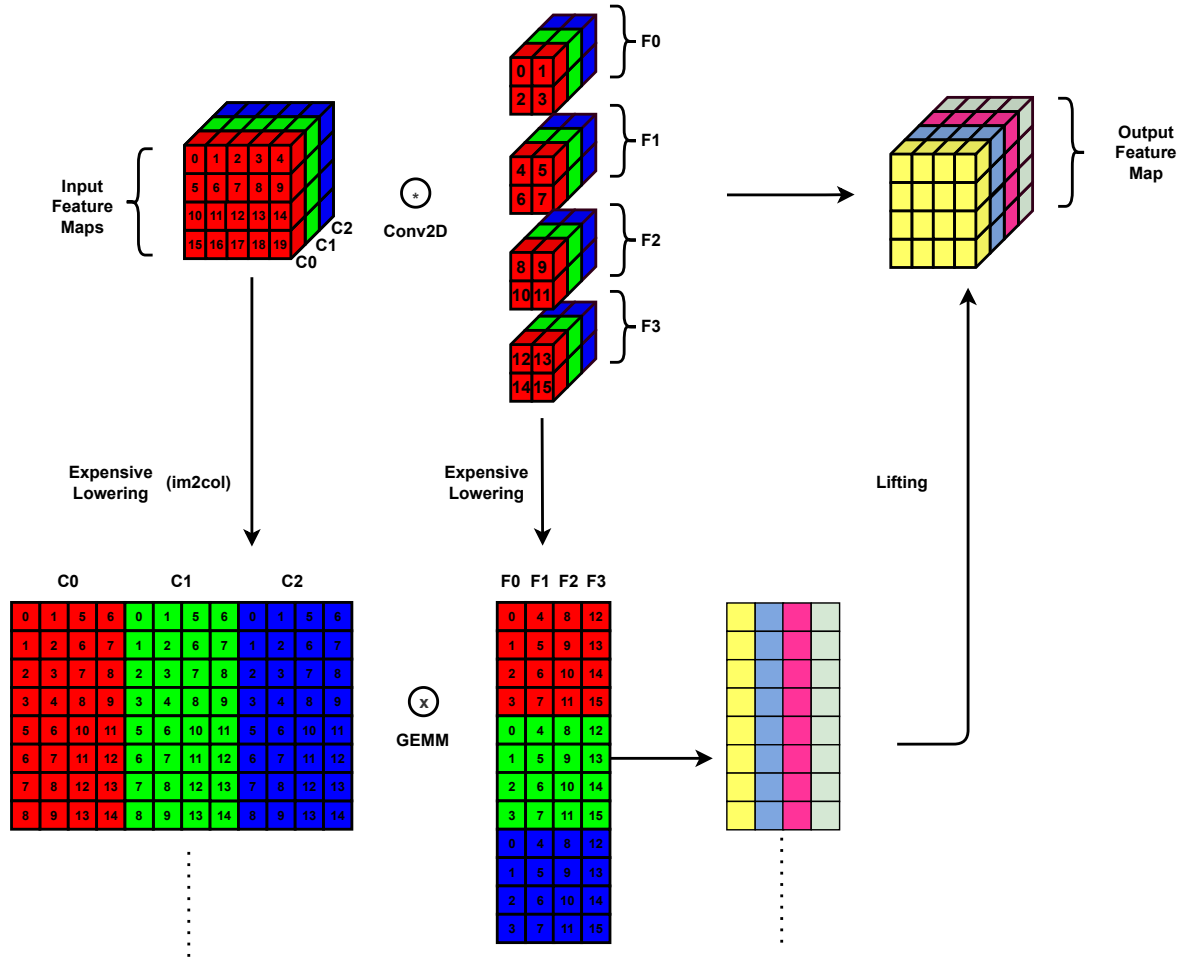 F0
0 1
2 3
F1
4 5
6 7
F2
8 9
10 11
F3
12 13
14 15
Input
Feature
Maps
0 1 2 3 4
5 6 7 8 9
10 11 12 13 14
15 16 17 18 19
C0
C1
C2
*
Conv2D
Output
Feature
Map
Expensive
Lowering
(im2col)
Expensive
Lowering
Lifting
C0 C1 C2
0 1 5 6 0 1 5 6 0 1 5 6
1 2 6 7 1 2 6 7 1 2 6 7
2 3 7 8 2 3 7 8 2 3 7 8
3 4 8 9 3 4 8 9 3 4 8 9
5 6 10 11 5 6 10 11 5 6 10 11
6 7 11 12 6 7 11 12 6 7 11 12
7 8 12 13 7 8 12 13 7 8 12 13
8 9 13 14 8 9 13 14 8 9 13 14
x
GEMM
F0 F1 F2 F3
0 4 8 12
1 5 9 13
2 6 10 14
3 7 11 15
0 4 8 12
1 5 9 13
2 6 10 14
3 7 11 15
0 4 8 12
1 5 9 13
2 6 10 14
3 7 11 15